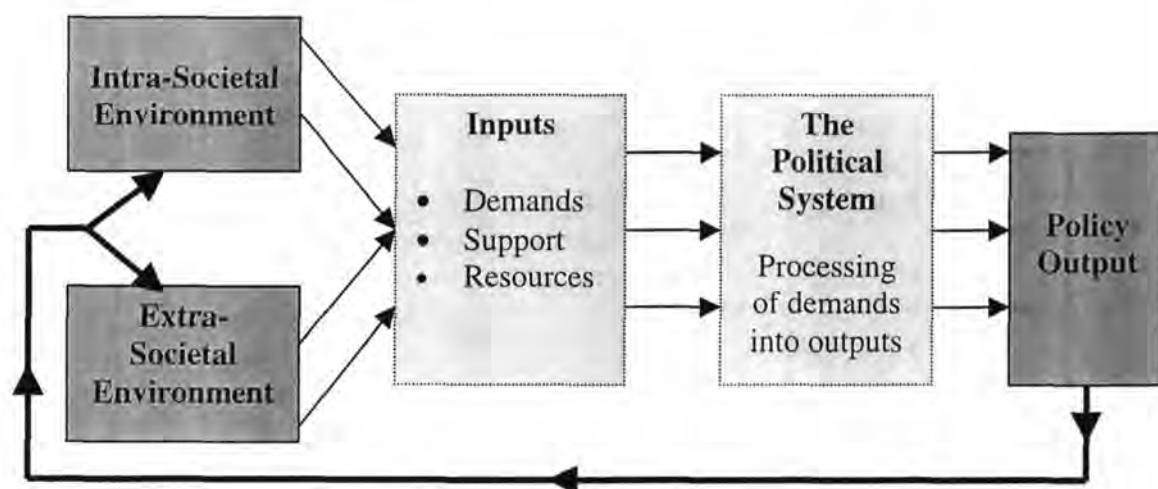 Intra-Societal
Environment
Extra-
Societal
Environment
Inputs
• Demands
• Support
• Resources
The
Political
System
Processing
of demands
into outputs
Policy
Output